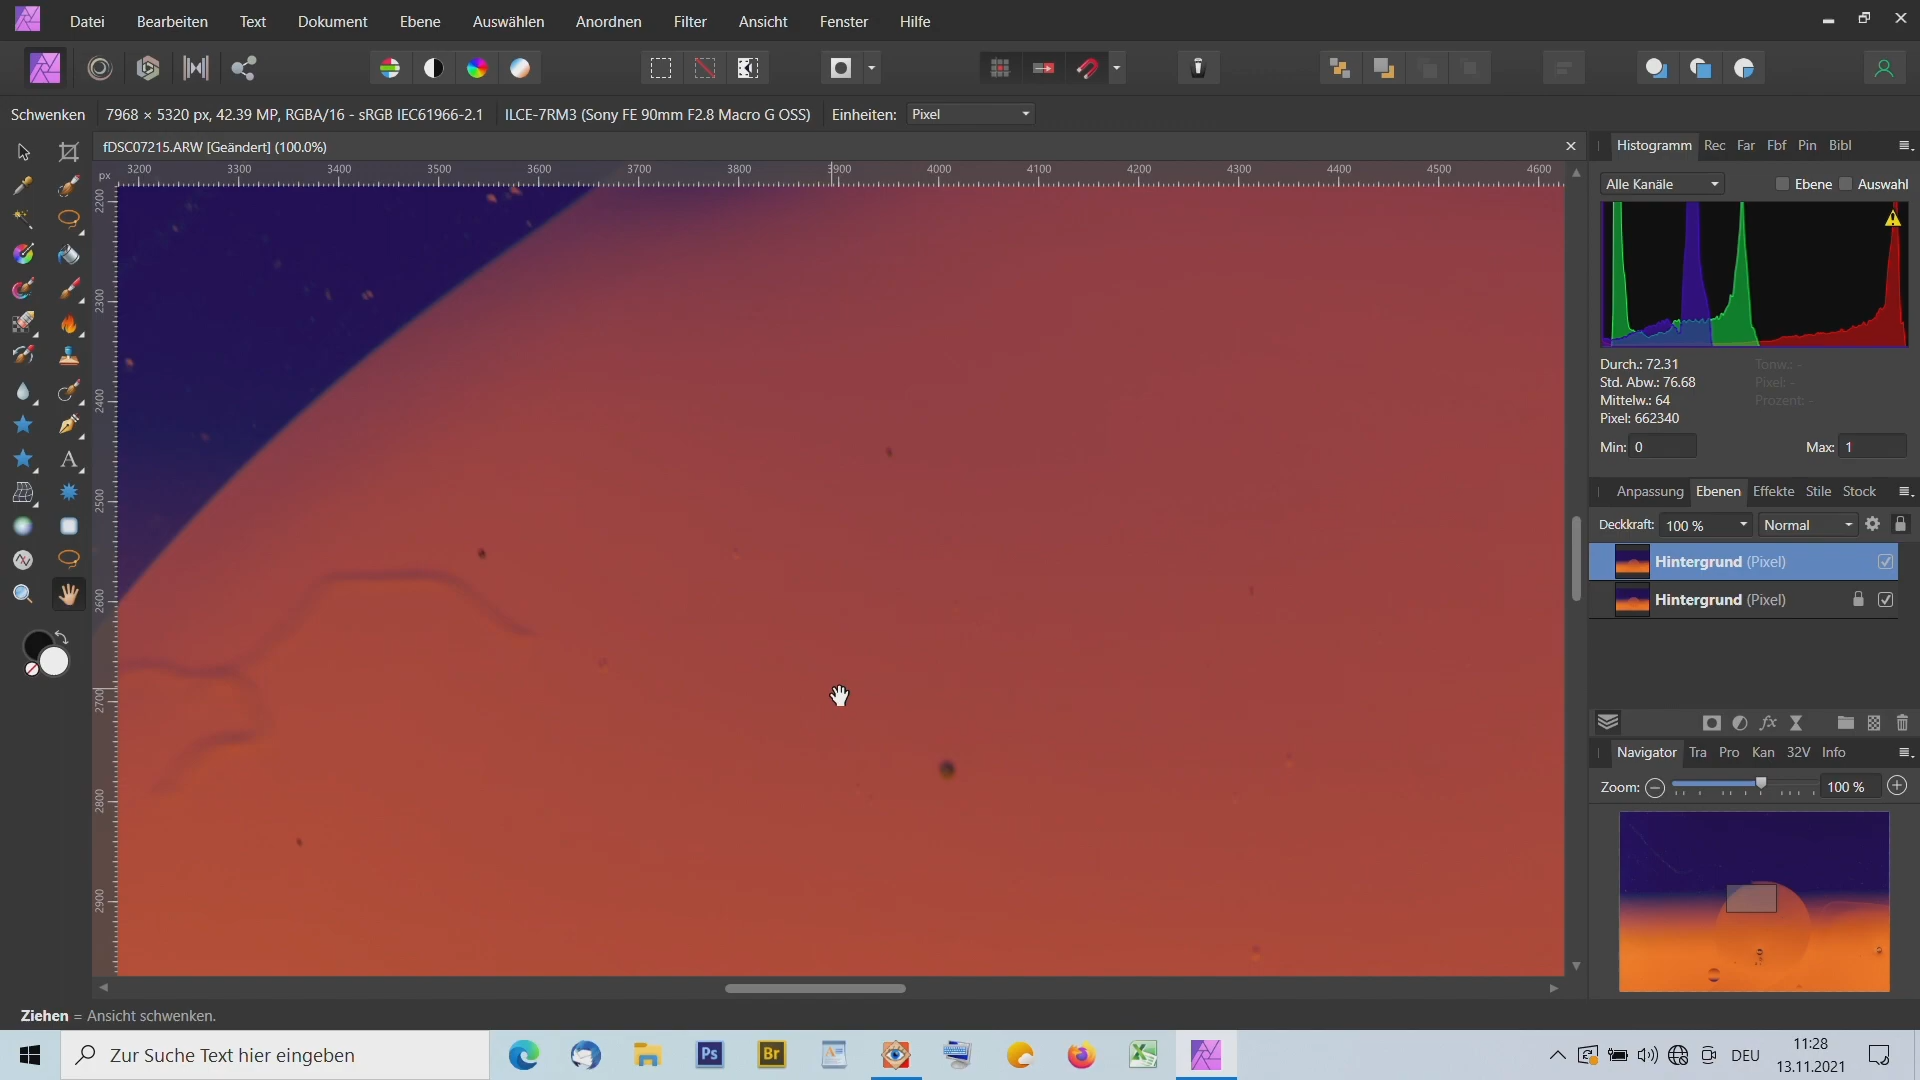 Datei Bearbeiten Text Dokument Ebene Auswählen Anordnen Filter Ansicht Fenster Hilfe
Schwenken 7968 × 5320 px, 42.39 MP, RGBA/16 - sRGB IEC61966-2.1 ILCE-7RM3 (Sony FE 90mm F2.8 Macro G OSS) Einheiten: Pixel
fDSC07215.ARW [Geändert] (100.0%)
px 3200 3300 3400 3500 3600 3700 3800 3900 4000 4100 4200 4300 4400 4500 4600
2200
2300
2400
2500
2600
2700
2800
2900
Histogramm Rec Far Fbf Pin Bibl
Alle Kanäle Ebene Auswahl
Durch.: 72.31 Tonw.: -
Std. Abw.: 76.68 Pixel: -
Mittelw.: 64 Prozent: -
Pixel: 662340
Min: 0 Max: 1
Anpassung Ebenen Effekte Stile Stock
Deckkraft: 100 % Normal
Hintergrund (Pixel)
Hintergrund (Pixel)
fx
Navigator Tra Pro Kan 32V Info
Zoom: 100 %
Ziehen = Ansicht schwenken.
Zur Suche Text hier eingeben
Ps
Br
DEU
11:28
13.11.2021